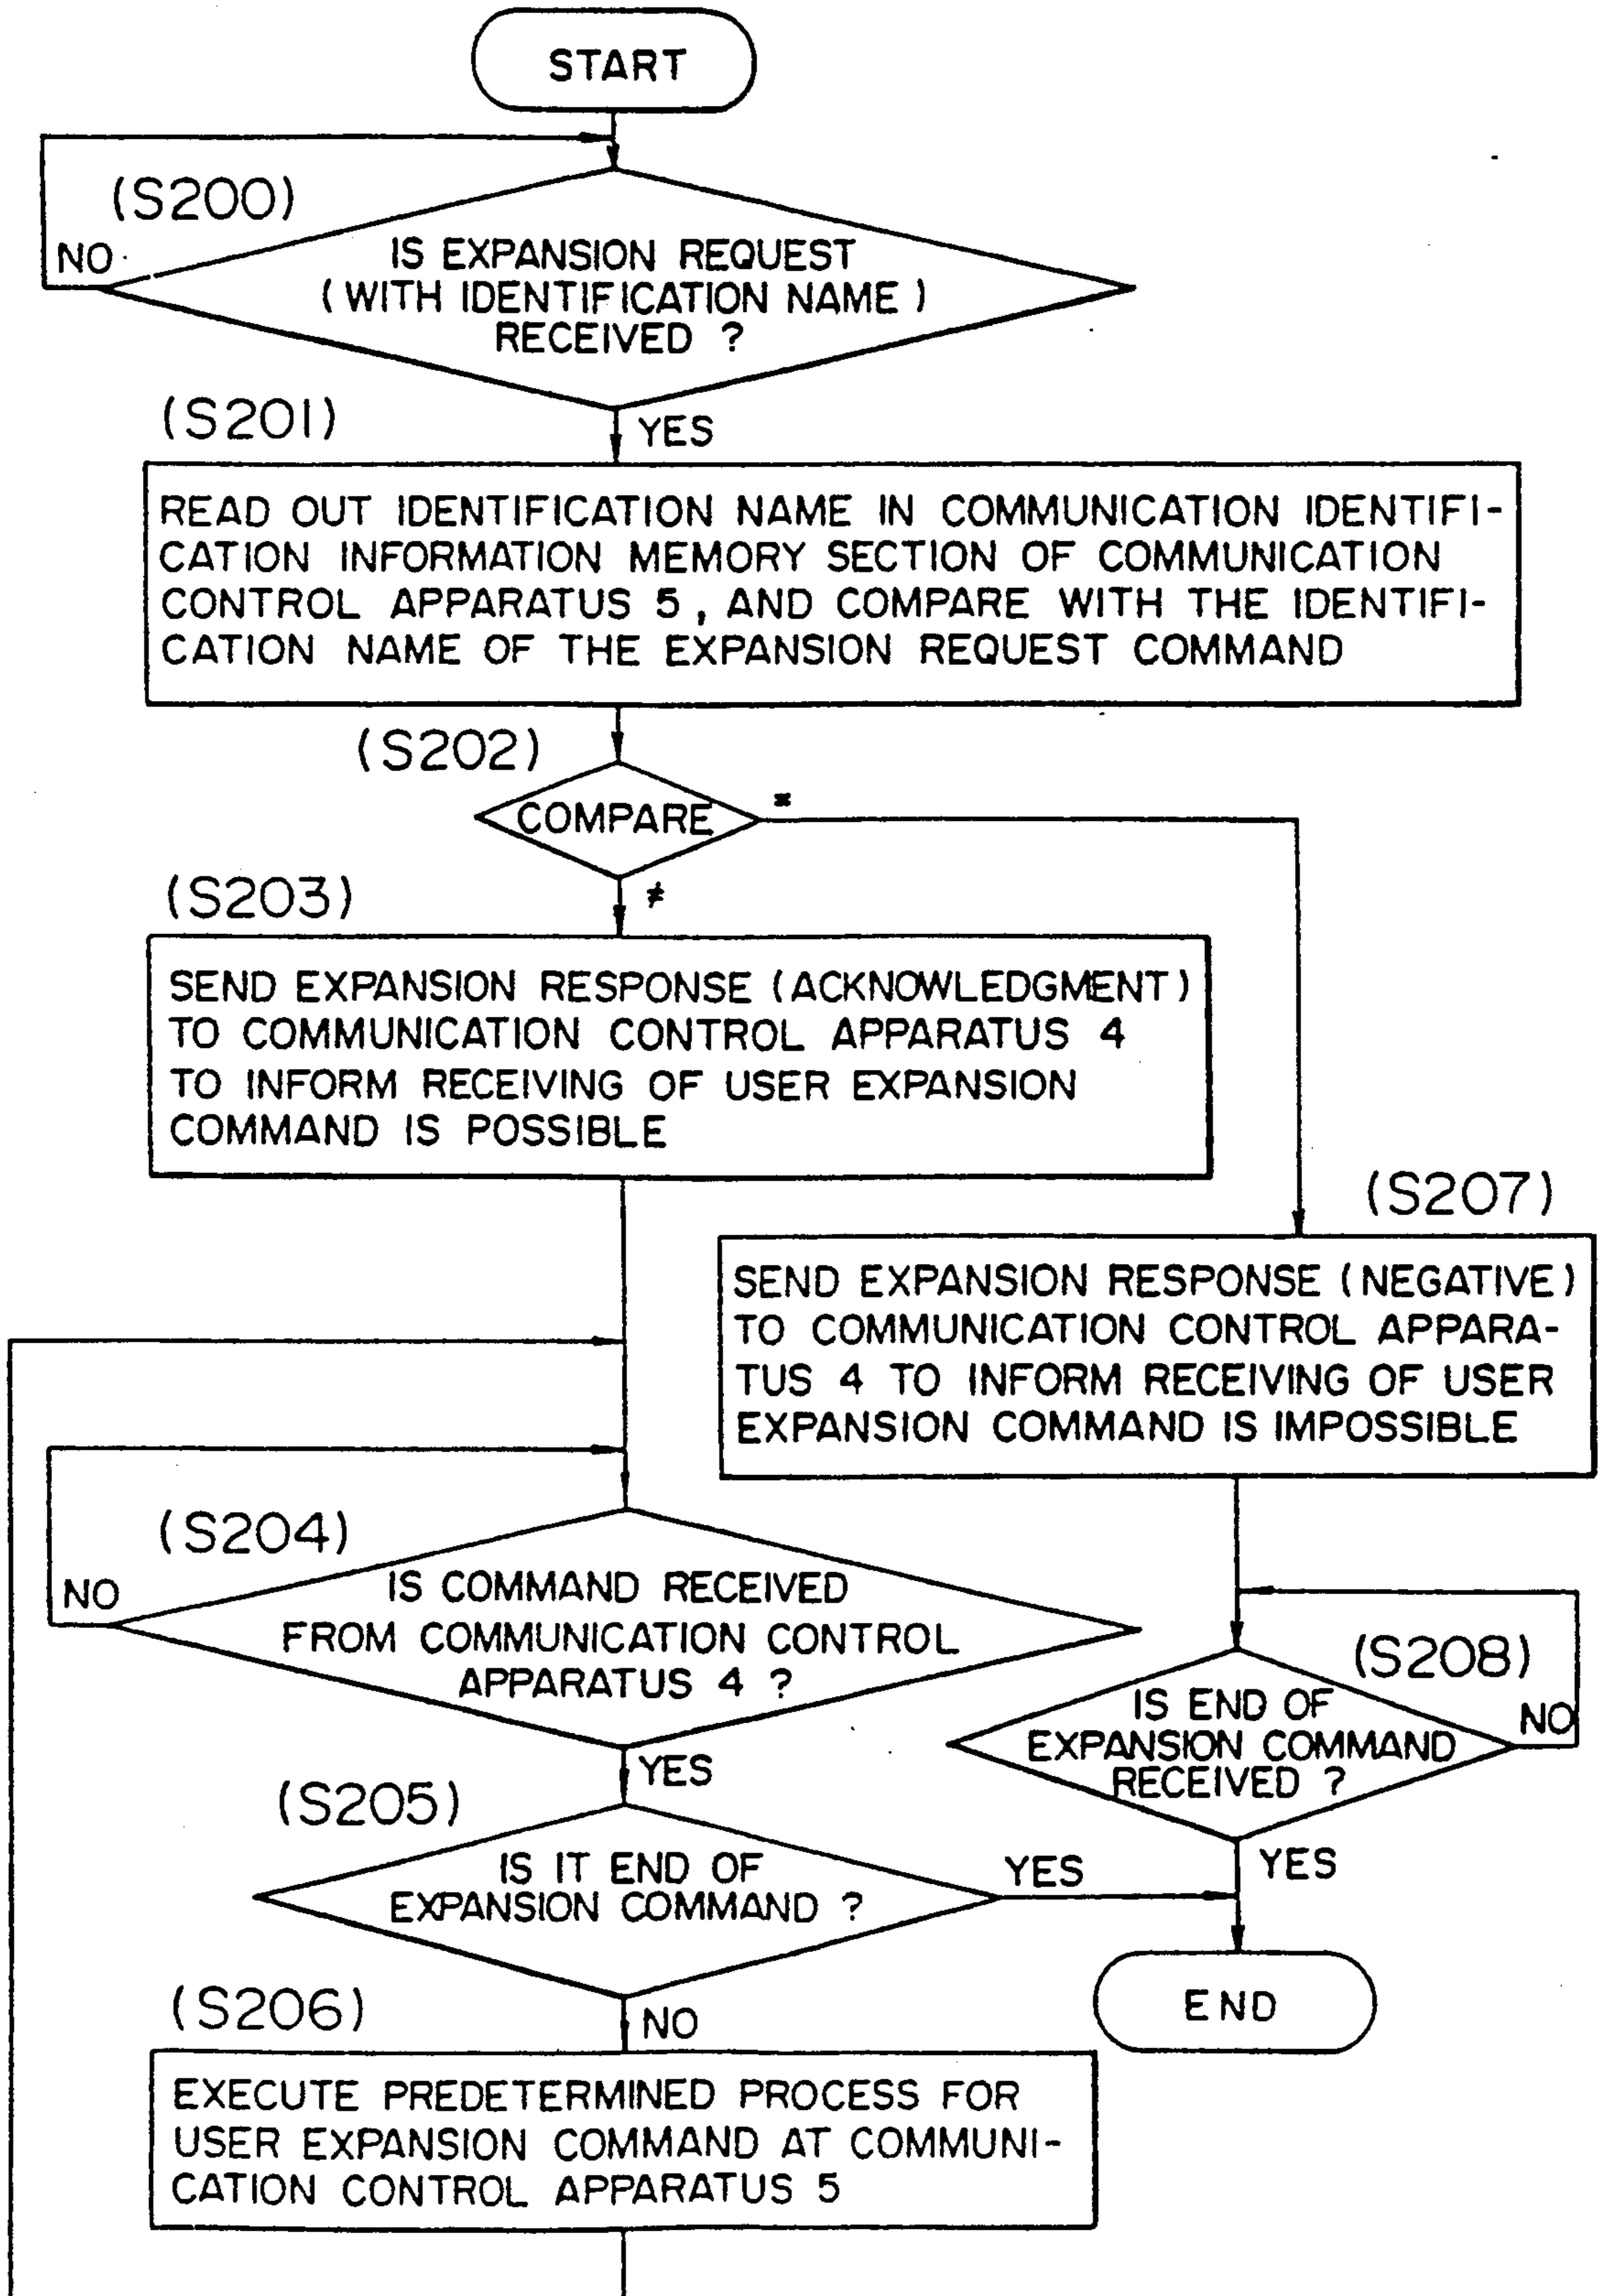 START
(S200)
NO
IS EXPANSION REQUEST
(WITH IDENTIFICATION NAME)
RECEIVED ?
(S201)
YES
READ OUT IDENTIFICATION NAME IN COMMUNICATION IDENTIFI-
CATION INFORMATION MEMORY SECTION OF COMMUNICATION
CONTROL APPARATUS 5, AND COMPARE WITH THE IDENTIFI-
CATION NAME OF THE EXPANSION REQUEST COMMAND
(S202)
COMPARE
=
≠
(S203)
SEND EXPANSION RESPONSE (ACKNOWLEDGMENT)
TO COMMUNICATION CONTROL APPARATUS 4
TO INFORM RECEIVING OF USER EXPANSION
COMMAND IS POSSIBLE
(S207)
SEND EXPANSION RESPONSE (NEGATIVE)
TO COMMUNICATION CONTROL APPARA-
TUS 4 TO INFORM RECEIVING OF USER
EXPANSION COMMAND IS IMPOSSIBLE
(S204)
NO
IS COMMAND RECEIVED
FROM COMMUNICATION CONTROL
APPARATUS 4 ?
YES
(S208)
IS END OF
EXPANSION COMMAND
RECEIVED ?
NO
YES
(S205)
IS IT END OF
EXPANSION COMMAND ?
YES
NO
END
(S206)
EXECUTE PREDETERMINED PROCESS FOR
USER EXPANSION COMMAND AT COMMUNI-
CATION CONTROL APPARATUS 5